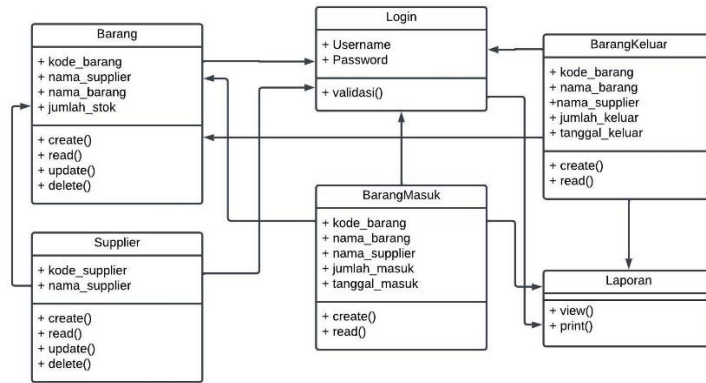 Barang
+ kode_barang
+ nama_supplier
+ nama_barang
+ jumlah_stok
+ create()
+ read()
+ update()
+ delete()
Login
+ Username
+ Password
+ validasi()
BarangKeluar
+ kode_barang
+ nama_barang
+nama_supplier
+ jumlah_keluar
+ tanggal_keluar
+ create()
+ read()
Supplier
+ kode_supplier
+ nama_supplier
+ create()
+ read()
+ update()
+ delete()
BarangMasuk
+ kode_barang
+ nama_barang
+ nama_supplier
+ jumlah_masuk
+ tanggal_masuk
+ create()
+ read()
Laporan
+ view()
+ print()